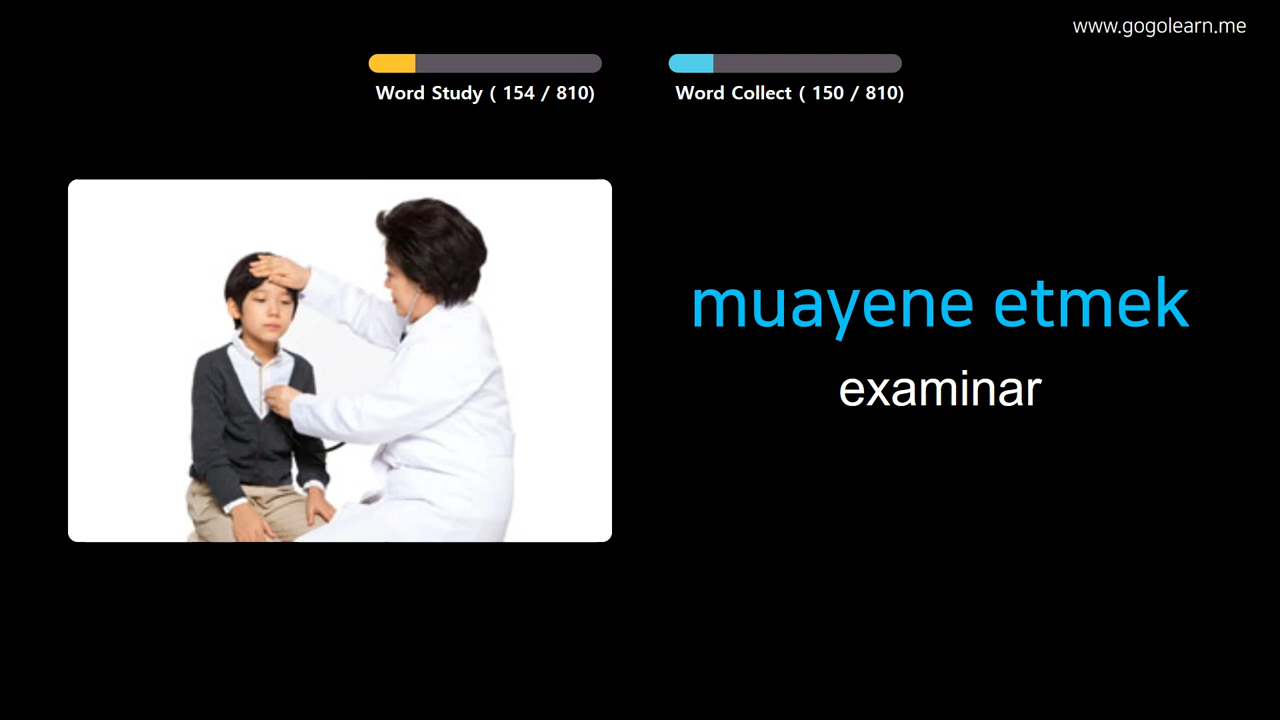 www.gogolearn.me
Word Study ( 154 / 810)
Word Collect ( 150 / 810)
muayene etmek
examinar